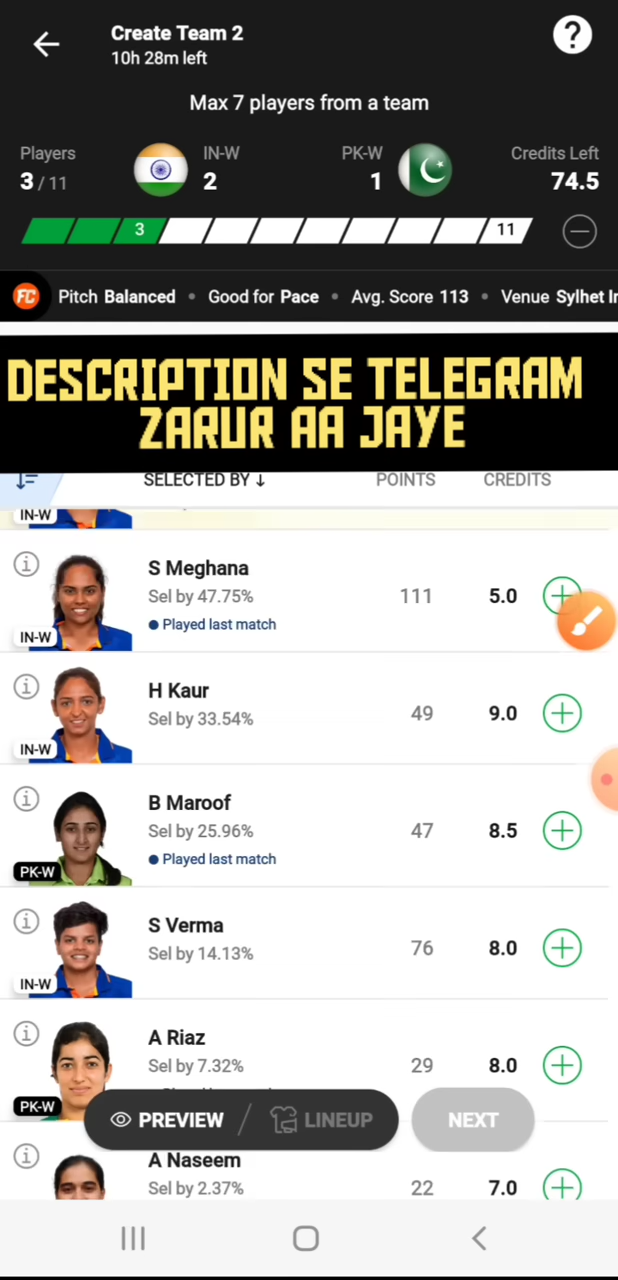 Create Team 2
10h 28m left
?
Max 7 players from a team
Players
3 / 11
IN-W
2
PK-W
1
Credits Left
74.5
3
11
FC Pitch Balanced • Good for Pace • Avg. Score 113 • Venue Sylhet In
DESCRIPTION SE TELEGRAM
ZARUR AA JAYE
SELECTED BY ↓ POINTS CREDITS
IN-W
S Meghana
Sel by 47.75%
111 5.0
Played last match
IN-W
H Kaur
Sel by 33.54%
49 9.0
IN-W
B Maroof
Sel by 25.96%
47 8.5
Played last match
PK-W
S Verma
Sel by 14.13%
76 8.0
IN-W
A Riaz
Sel by 7.32%
29 8.0
PK-W
PREVIEW / LINEUP
NEXT
A Naseem
Sel by 2.37%
22 7.0